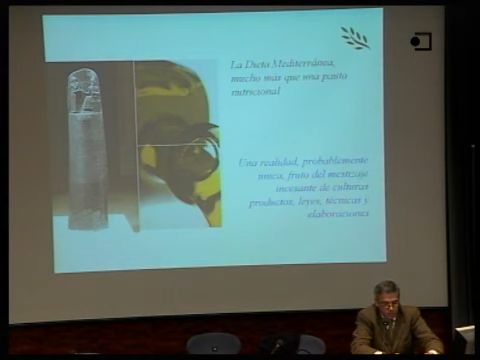 La Dieta Mediterránea,
mucho más que una pauta
nutricional
Una realidad, probablemente
única, fruto del mestizaje
incesante de culturas
productos, leyes, técnicas y
elaboraciones